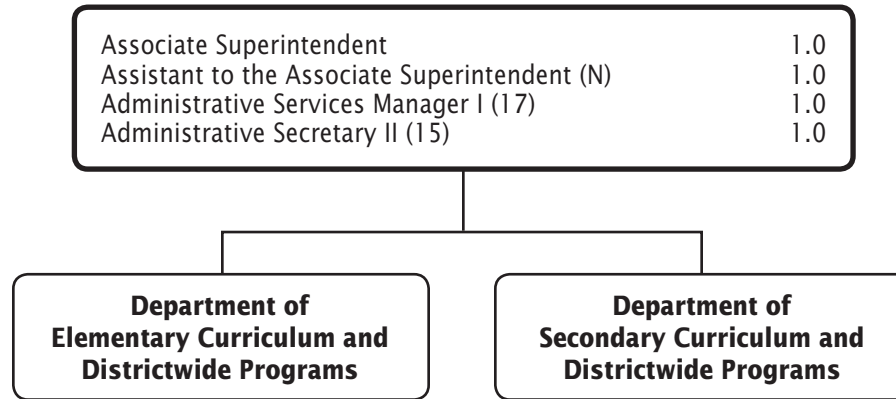 Associate Superintendent 1.0
Assistant to the Associate Superintendent (N) 1.0
Administrative Services Manager I (17) 1.0
Administrative Secretary II (15) 1.0
Department of
Elementary Curriculum and
Districtwide Programs
Department of
Secondary Curriculum and
Districtwide Programs